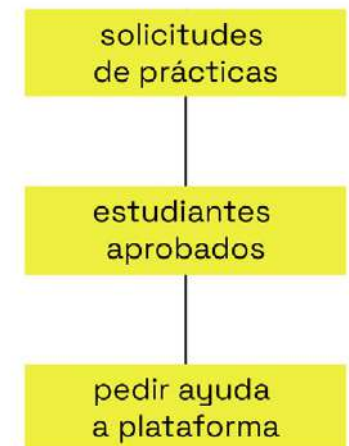 solicitudes
de prácticas
estudiantes
aprobados
pedir ayuda
a plataforma